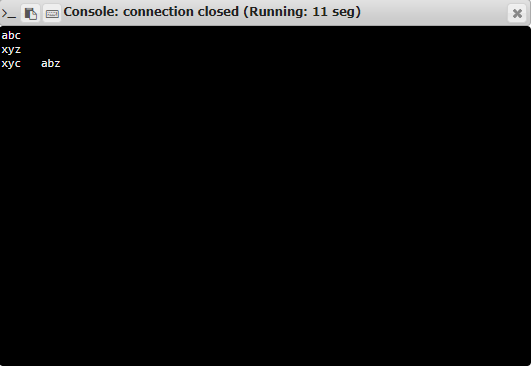 >_ Console: connection closed (Running: 11 seg)
abc
xyz
xyc   abz